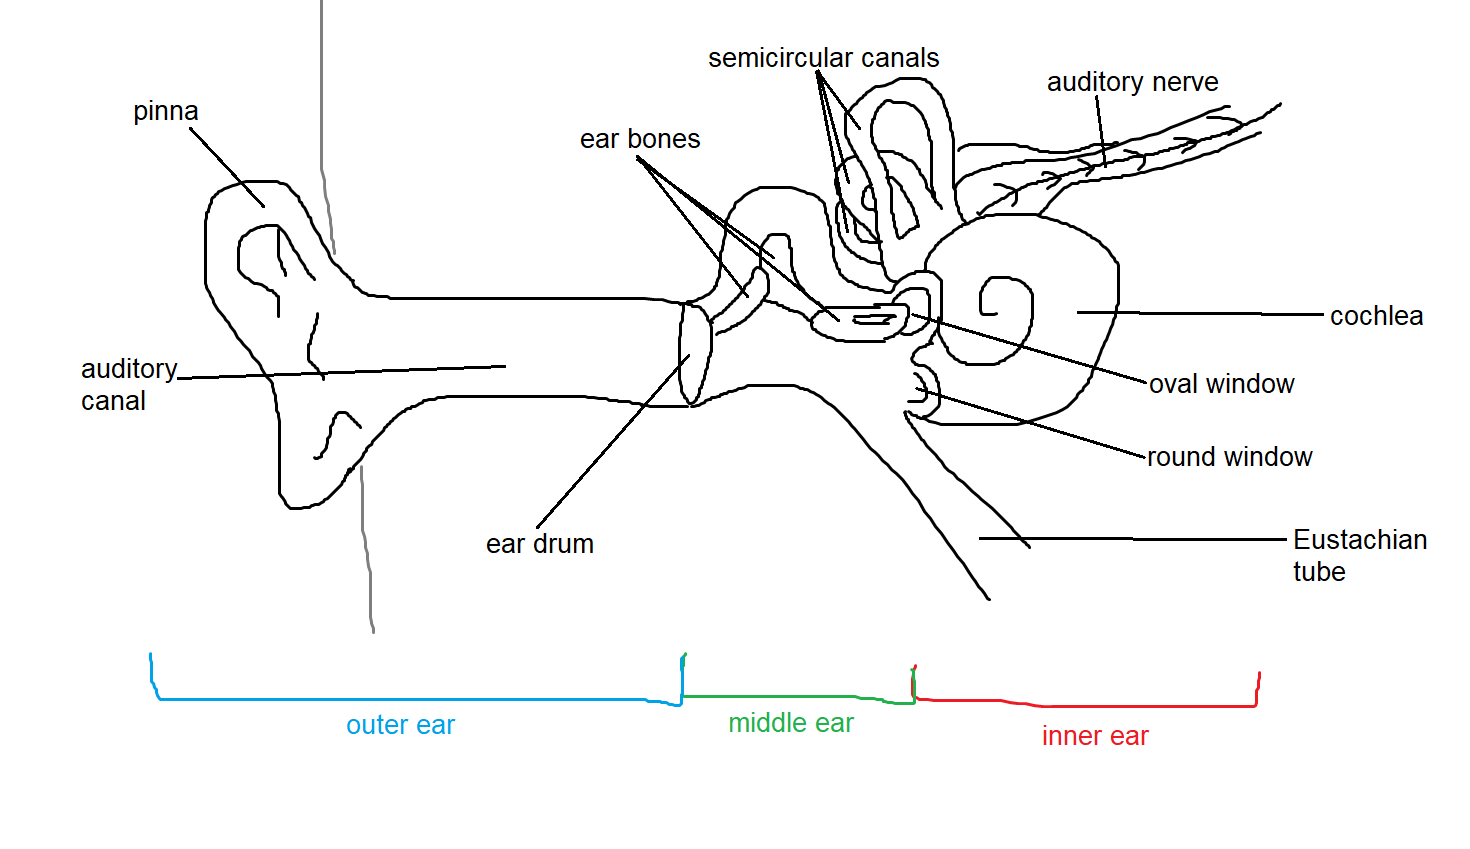 semicircular canals
auditory nerve
pinna
ear bones
cochlea
auditory
canal
oval window
round window
ear drum
Eustachian
tube
outer ear
middle ear
inner ear